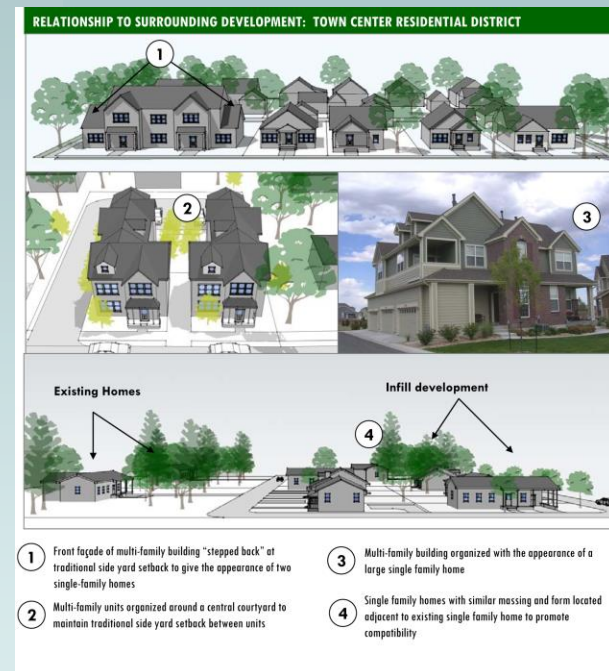 RELATIONSHIP TO SURROUNDING DEVELOPMENT: TOWN CENTER RESIDENTIAL DISTRICT
1
2
3
Existing Homes
Infill development
4
1 Front façade of multi-family building “stepped back” at
traditional side yard setback to give the appearance of two
single-family homes
2 Multi-family units organized around a central courtyard to
maintain traditional side yard setback between units
3 Multi-family building organized with the appearance of a
large single family home
4 Single family homes with similar massing and form located
adjacent to existing single family home to promote
compatibility